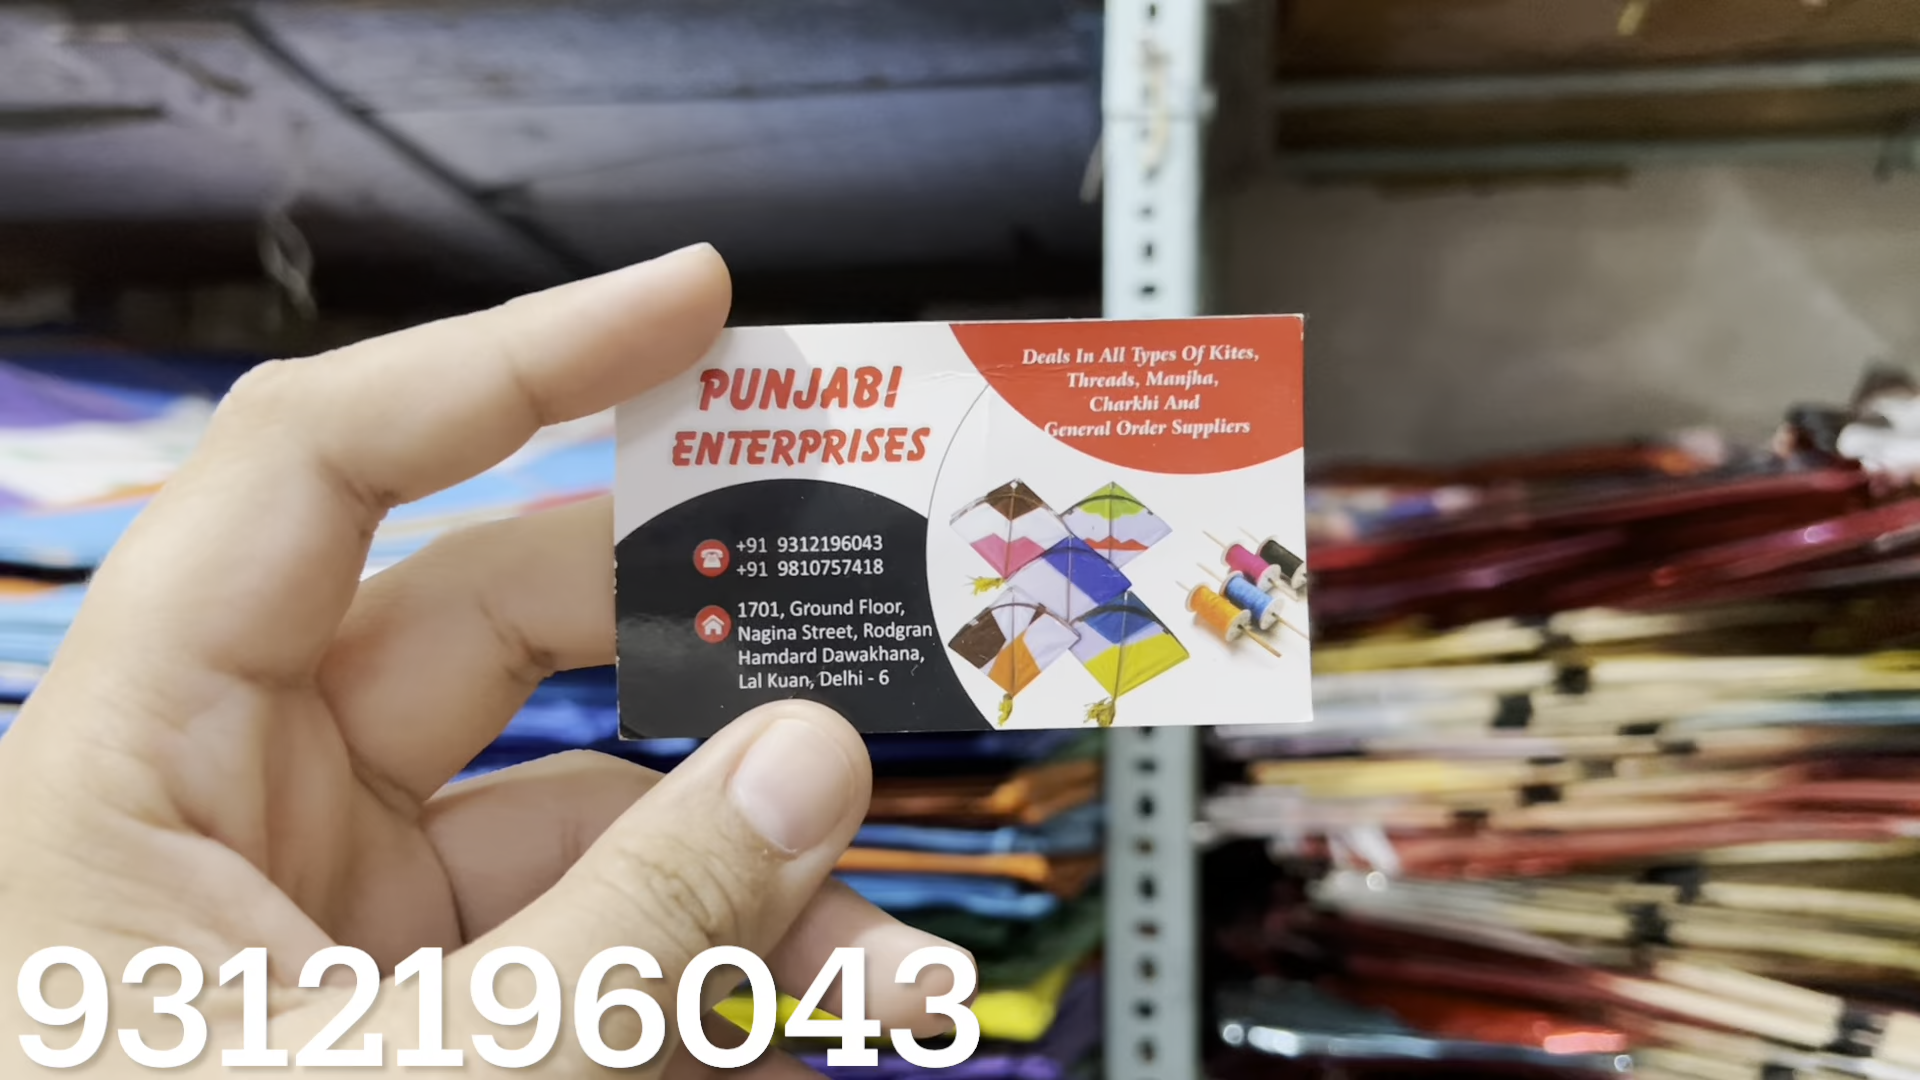 PUNJABI
ENTERPRISES
Deals In All Types Of Kites,
Threads, Manjha,
Charkhi And
General Order Suppliers
+91 9312196043
+91 9810757418
1701, Ground Floor,
Nagina Street, Rodgran
Hamdard Dawakhana,
Lal Kuan, Delhi - 6
9312196043